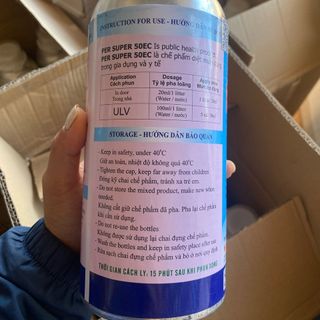 INSTRUCTION FOR USE - HƯỚNG DẪN
PER SUPER 50EC Is public health
PER SUPER 50EC là chế phẩm diệt
trong gia dụng và y tế
Application Dosage
Cách phun Tỷ lệ pha loãng
In door 20ml/1 litter
Trong nhà (Water / nước)
ULV 100ml/1 litter
(Water / nước)
STORAGE - HƯỚNG DẪN BẢO QUẢN
- Keep in safety, under 40°C
Giữ an toàn, nhiệt độ không quá 40°C
- Tighten the cap, keep far away from children
Đóng kỹ chai chế phẩm, tránh xa trẻ em.
- Do not store the mixed product, make new when
needed.
Không cất giữ chế phẩm đã pha. Pha lại chế phẩm
khi cần sử dụng.
- Do not re-use the bottles
Không được sử dụng lại chai đựng chế phẩm.
- Wash the bottles and keep in safety place after use
Rửa sạch chai đựng chế phẩm và bỏ ở nơi quy định
THỜI GIAN CÁCH LY: 15 PHÚT SAU KHI PHUN XONG